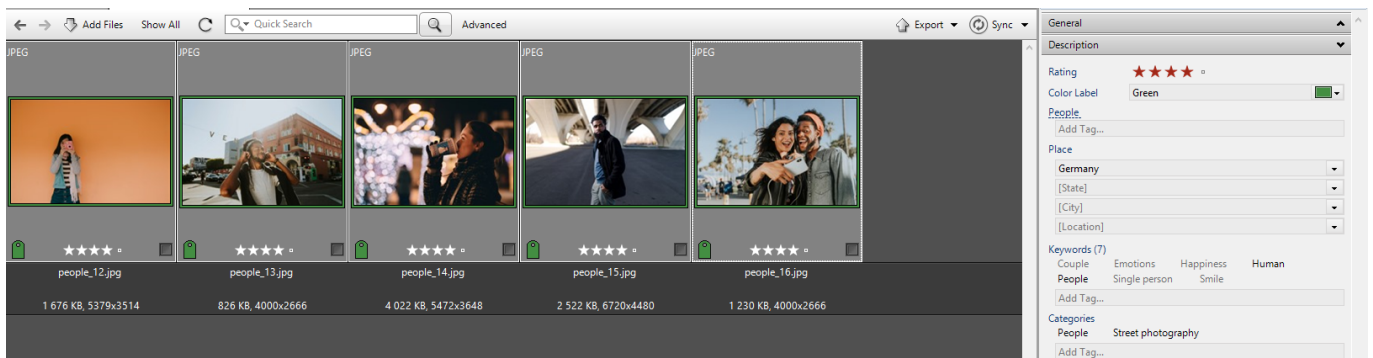 Add Files Show All Quick Search Advanced Export Sync
JPEG JPEG JPEG JPEG JPEG
V E
people_12.jpg people_13.jpg people_14.jpg people_15.jpg people_16.jpg
1 676 KB, 5379x3514 826 KB, 4000x2666 4 022 KB, 5472x3648 2 522 KB, 6720x4480 1 230 KB, 4000x2666
General
Description
Rating
Color Label Green
People
Add Tag...
Place
Germany
[State]
[City]
[Location]
Keywords (7)
Couple Emotions Happiness Human
People Single person Smile
Add Tag...
Categories
People Street photography
Add Tag...